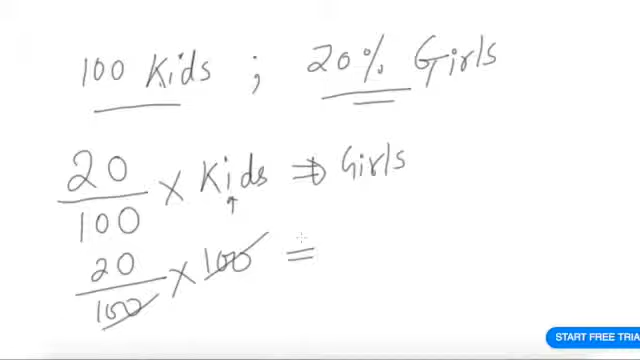 100 Kids ; 20% Girls
20/100 × Kids ⇒ Girls
20/100 × 100 =
START FREE TRIA